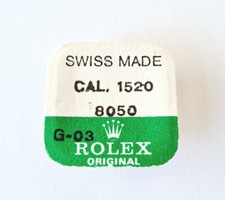 SWISS MADE
CAL. 1520
8050
G-03
ROLEX
ORIGINAL